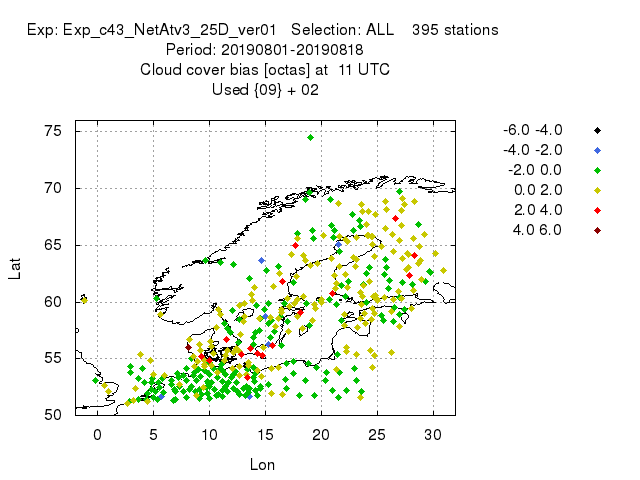 Exp: Exp_c43_NetAtv3_25D_ver01 Selection: ALL 395 stations
Period: 20190801-20190818
Cloud cover bias [octas] at 11 UTC
Used {09} + 02
-6.0 -4.0
-4.0 -2.0
-2.0 0.0
0.0 2.0
2.0 4.0
4.0 6.0
75
70
65
60
55
50
Lat
0 5 10 15 20 25 30
Lon